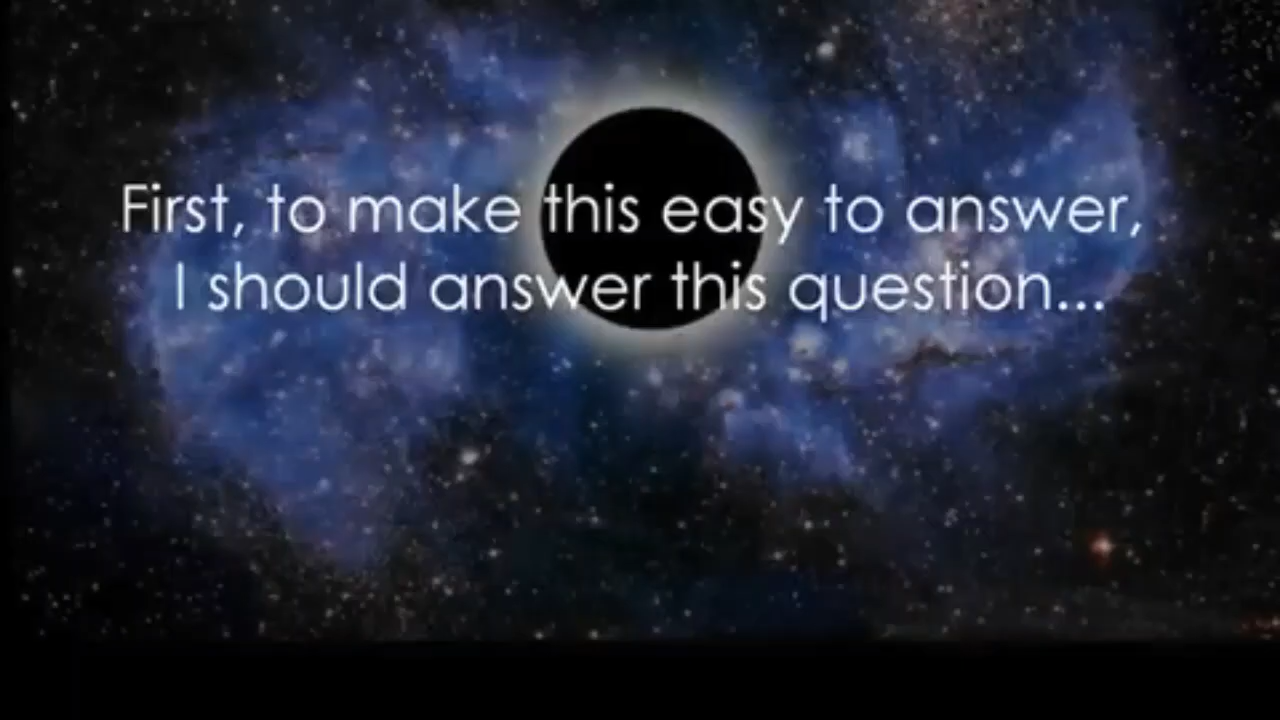 First, to make this easy to answer,
I should answer this question...